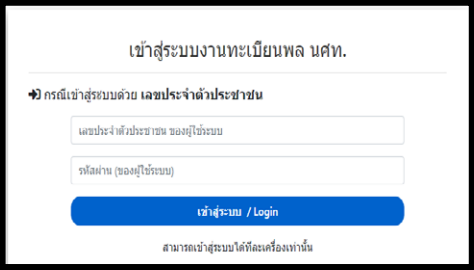 เข้าสู่ระบบงานทะเบียนพล นศท.
กรณีเข้าสู่ระบบด้วย เลขประจำตัวประชาชน
เลขประจำตัวประชาชน ของผู้ใช้ระบบ
รหัสผ่าน (ของผู้ใช้ระบบ)
เข้าสู่ระบบ / Login
สามารถเข้าสู่ระบบได้ทีละเครื่องเท่านั้น